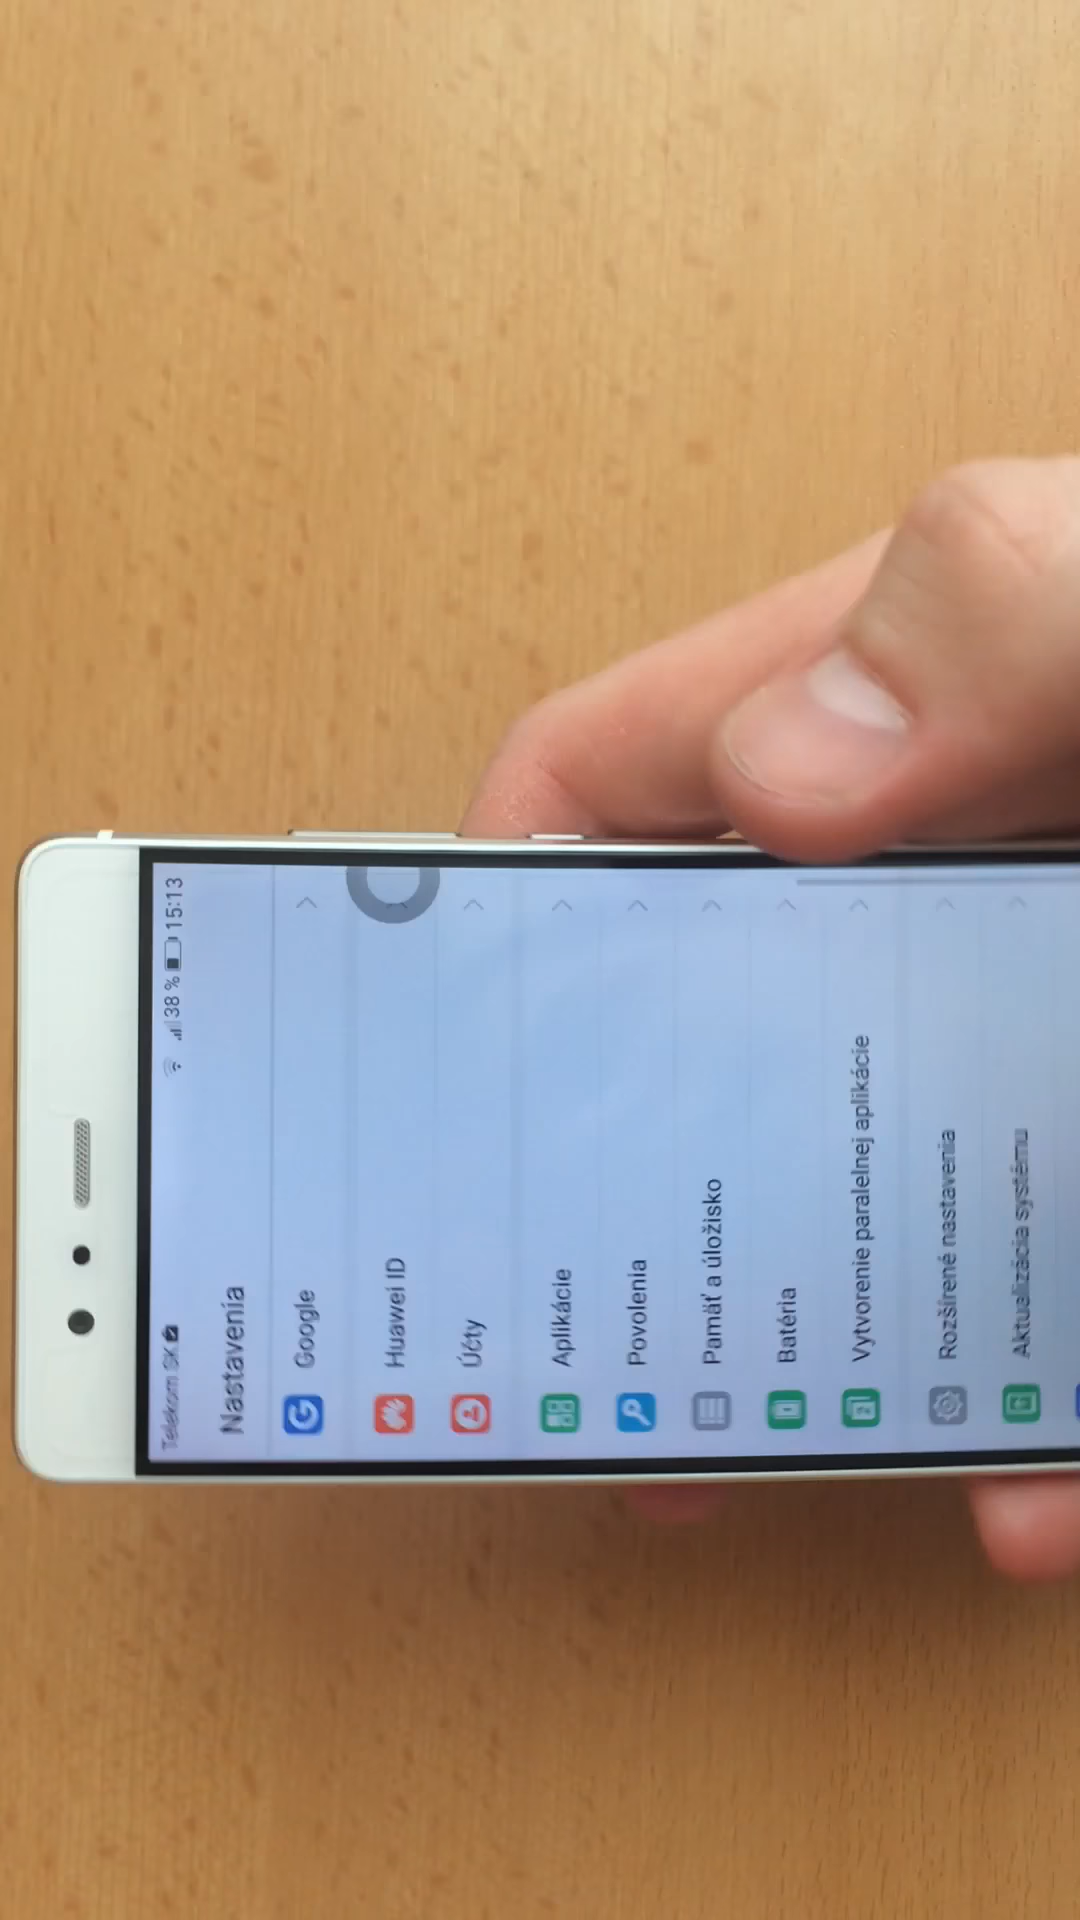 Telekom SK 38 % 15:13
Nastavenia
Google
Huawei ID
Účty
Aplikácie
Povolenia
Pamäť a úložisko
Batéria
Vytvorenie paralelnej aplikácie
Rozšírené nastavenia
Aktualizácia systému